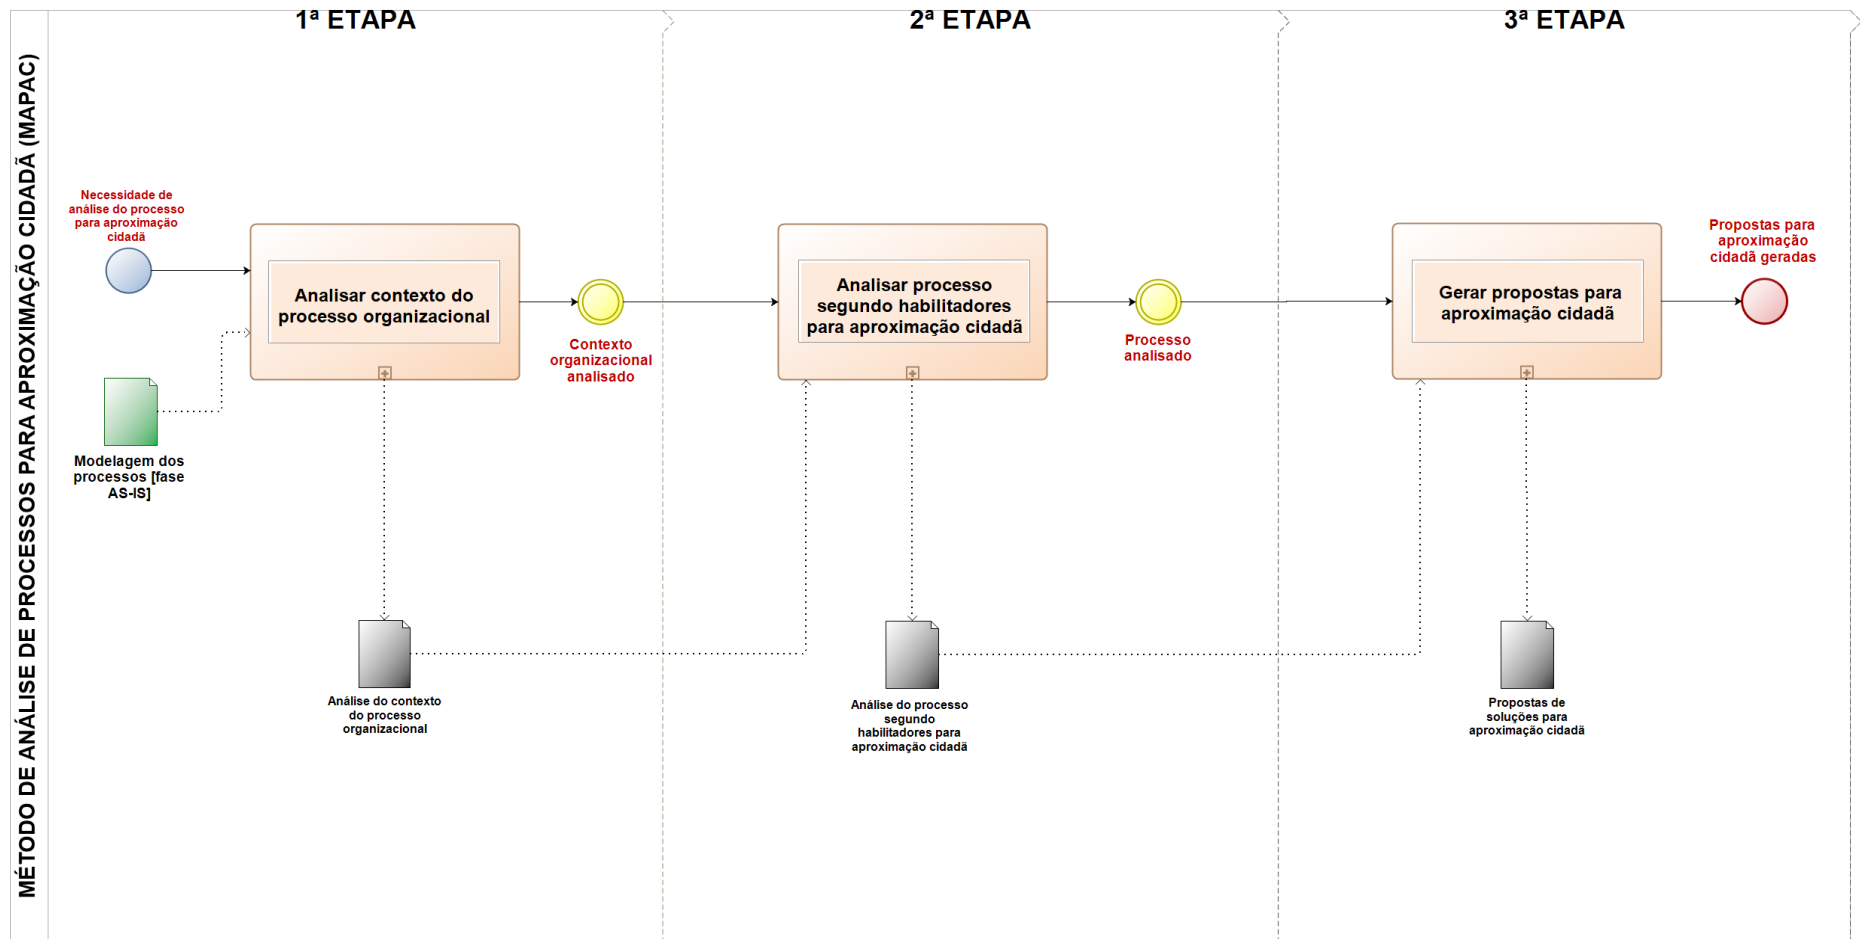 1ª ETAPA
2ª ETAPA
3ª ETAPA
MÉTODO DE ANÁLISE DE PROCESSOS PARA APROXIMAÇÃO CIDADÃ (MAPAC)
Necessidade de
análise do processo
para aproximação
cidadã
Analisar contexto do
processo organizacional
Contexto
organizacional
analisado
Analisar processo
segundo habilitadores
para aproximação cidadã
Processo
analisado
Gerar propostas para
aproximação cidadã
Propostas para
aproximação
cidadã geradas
Modelagem dos
processos [fase
AS-IS]
Análise do contexto
do processo
organizacional
Análise do processo
segundo
habilitadores para
aproximação cidadã
Propostas de
soluções para
aproximação cidadã